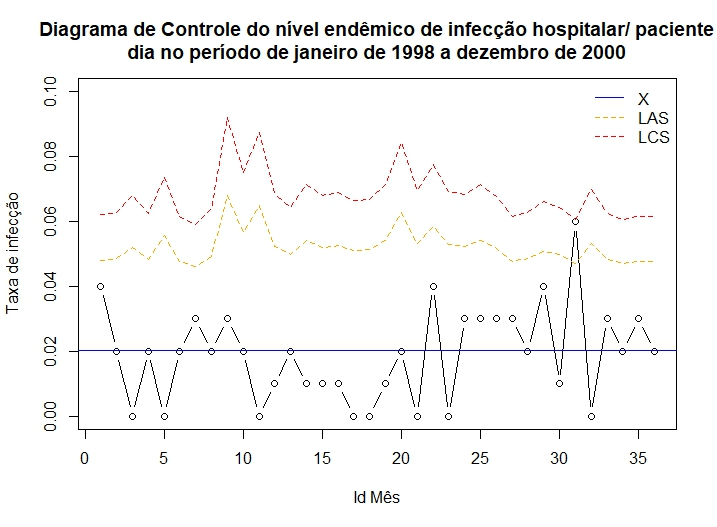 Diagrama de Controle do nível endêmico de infecção hospitalar/ paciente
dia no período de janeiro de 1998 a dezembro de 2000
0.10
X
LAS
LCS
0.08
0.06
0.04
0.02
0.00
Taxa de infecção
0 5 10 15 20 25 30 35
Id Mês